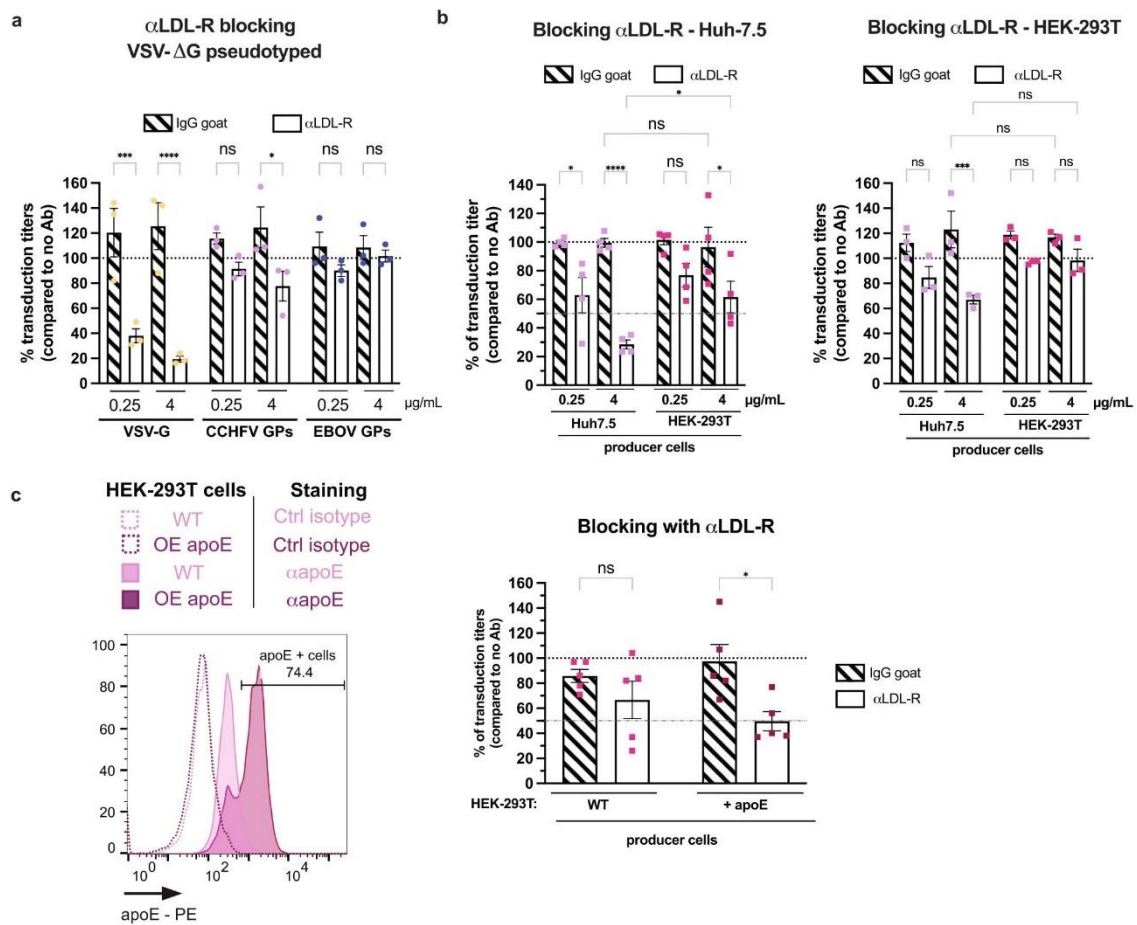 a
αLDL-R blocking
VSV- ΔG pseudotyped
IgG goat
αLDL-R
*** **** ns * ns ns
% transduction titers
(compared to no Ab)
160
140
120
100
80
60
40
20
0
0.25 4 0.25 4 0.25 4 µg/mL
VSV-G CCHFV GPs EBOV GPs
b
Blocking αLDL-R - Huh-7.5
IgG goat
αLDL-R
*
ns
* **** ns *
% of transduction titer
(compared to no Ab)
140
120
100
80
60
40
20
0
0.25 4 0.25 4 µg/mL
Huh7.5 HEK-293T
producer cells
Blocking αLDL-R - HEK-293T
IgG goat
αLDL-R
ns
ns
ns *** ns ns
% transduction titers
(compared to no Ab)
160
140
120
100
80
60
40
20
0
0.25 4 0.25 4 µg/mL
Huh7.5 HEK-293T
producer cells
c
HEK-293T cells Staining
WT Ctrl isotype
OE apoE Ctrl isotype
WT αapoE
OE apoE αapoE
apoE + cells
74.4
100
80
60
40
20
0
10⁰ 10² 10³ 10⁴
apoE - PE
Blocking with αLDL-R
ns *
% of transduction titers
(compared to no Ab)
160
140
120
100
80
60
40
20
0
IgG goat
αLDL-R
HEK-293T: WT + apoE
producer cells